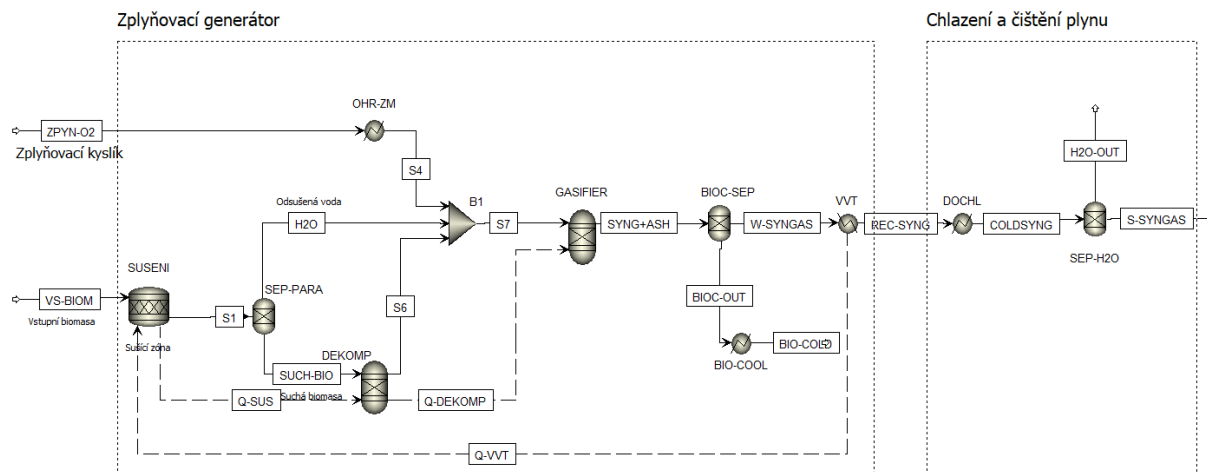 Zplyňovací generátor
Chlazení a čištění plynu
OHR-ZM
ZPYN-O2
Zplyňovací kyslík
H2O-OUT
S4
GASIFIER
BIOC-SEP
VVT
DOCHL
B1
Odsušená voda
H2O
S7
SYNG+ASH
W-SYNGAS
REC-SYNG
COLDSYNG
S-SYNGAS
SEP-H2O
SUSENI
SEP-PARA
VS-BIOM
Vstupní biomasa
S1
S6
BIOC-OUT
Sušící zóna
DEKOMP
SUCH-BIO
Suchá biomasa
BIO-COLD
BIO-COOL
Q-SUS
Q-DEKOMP
Q-VVT